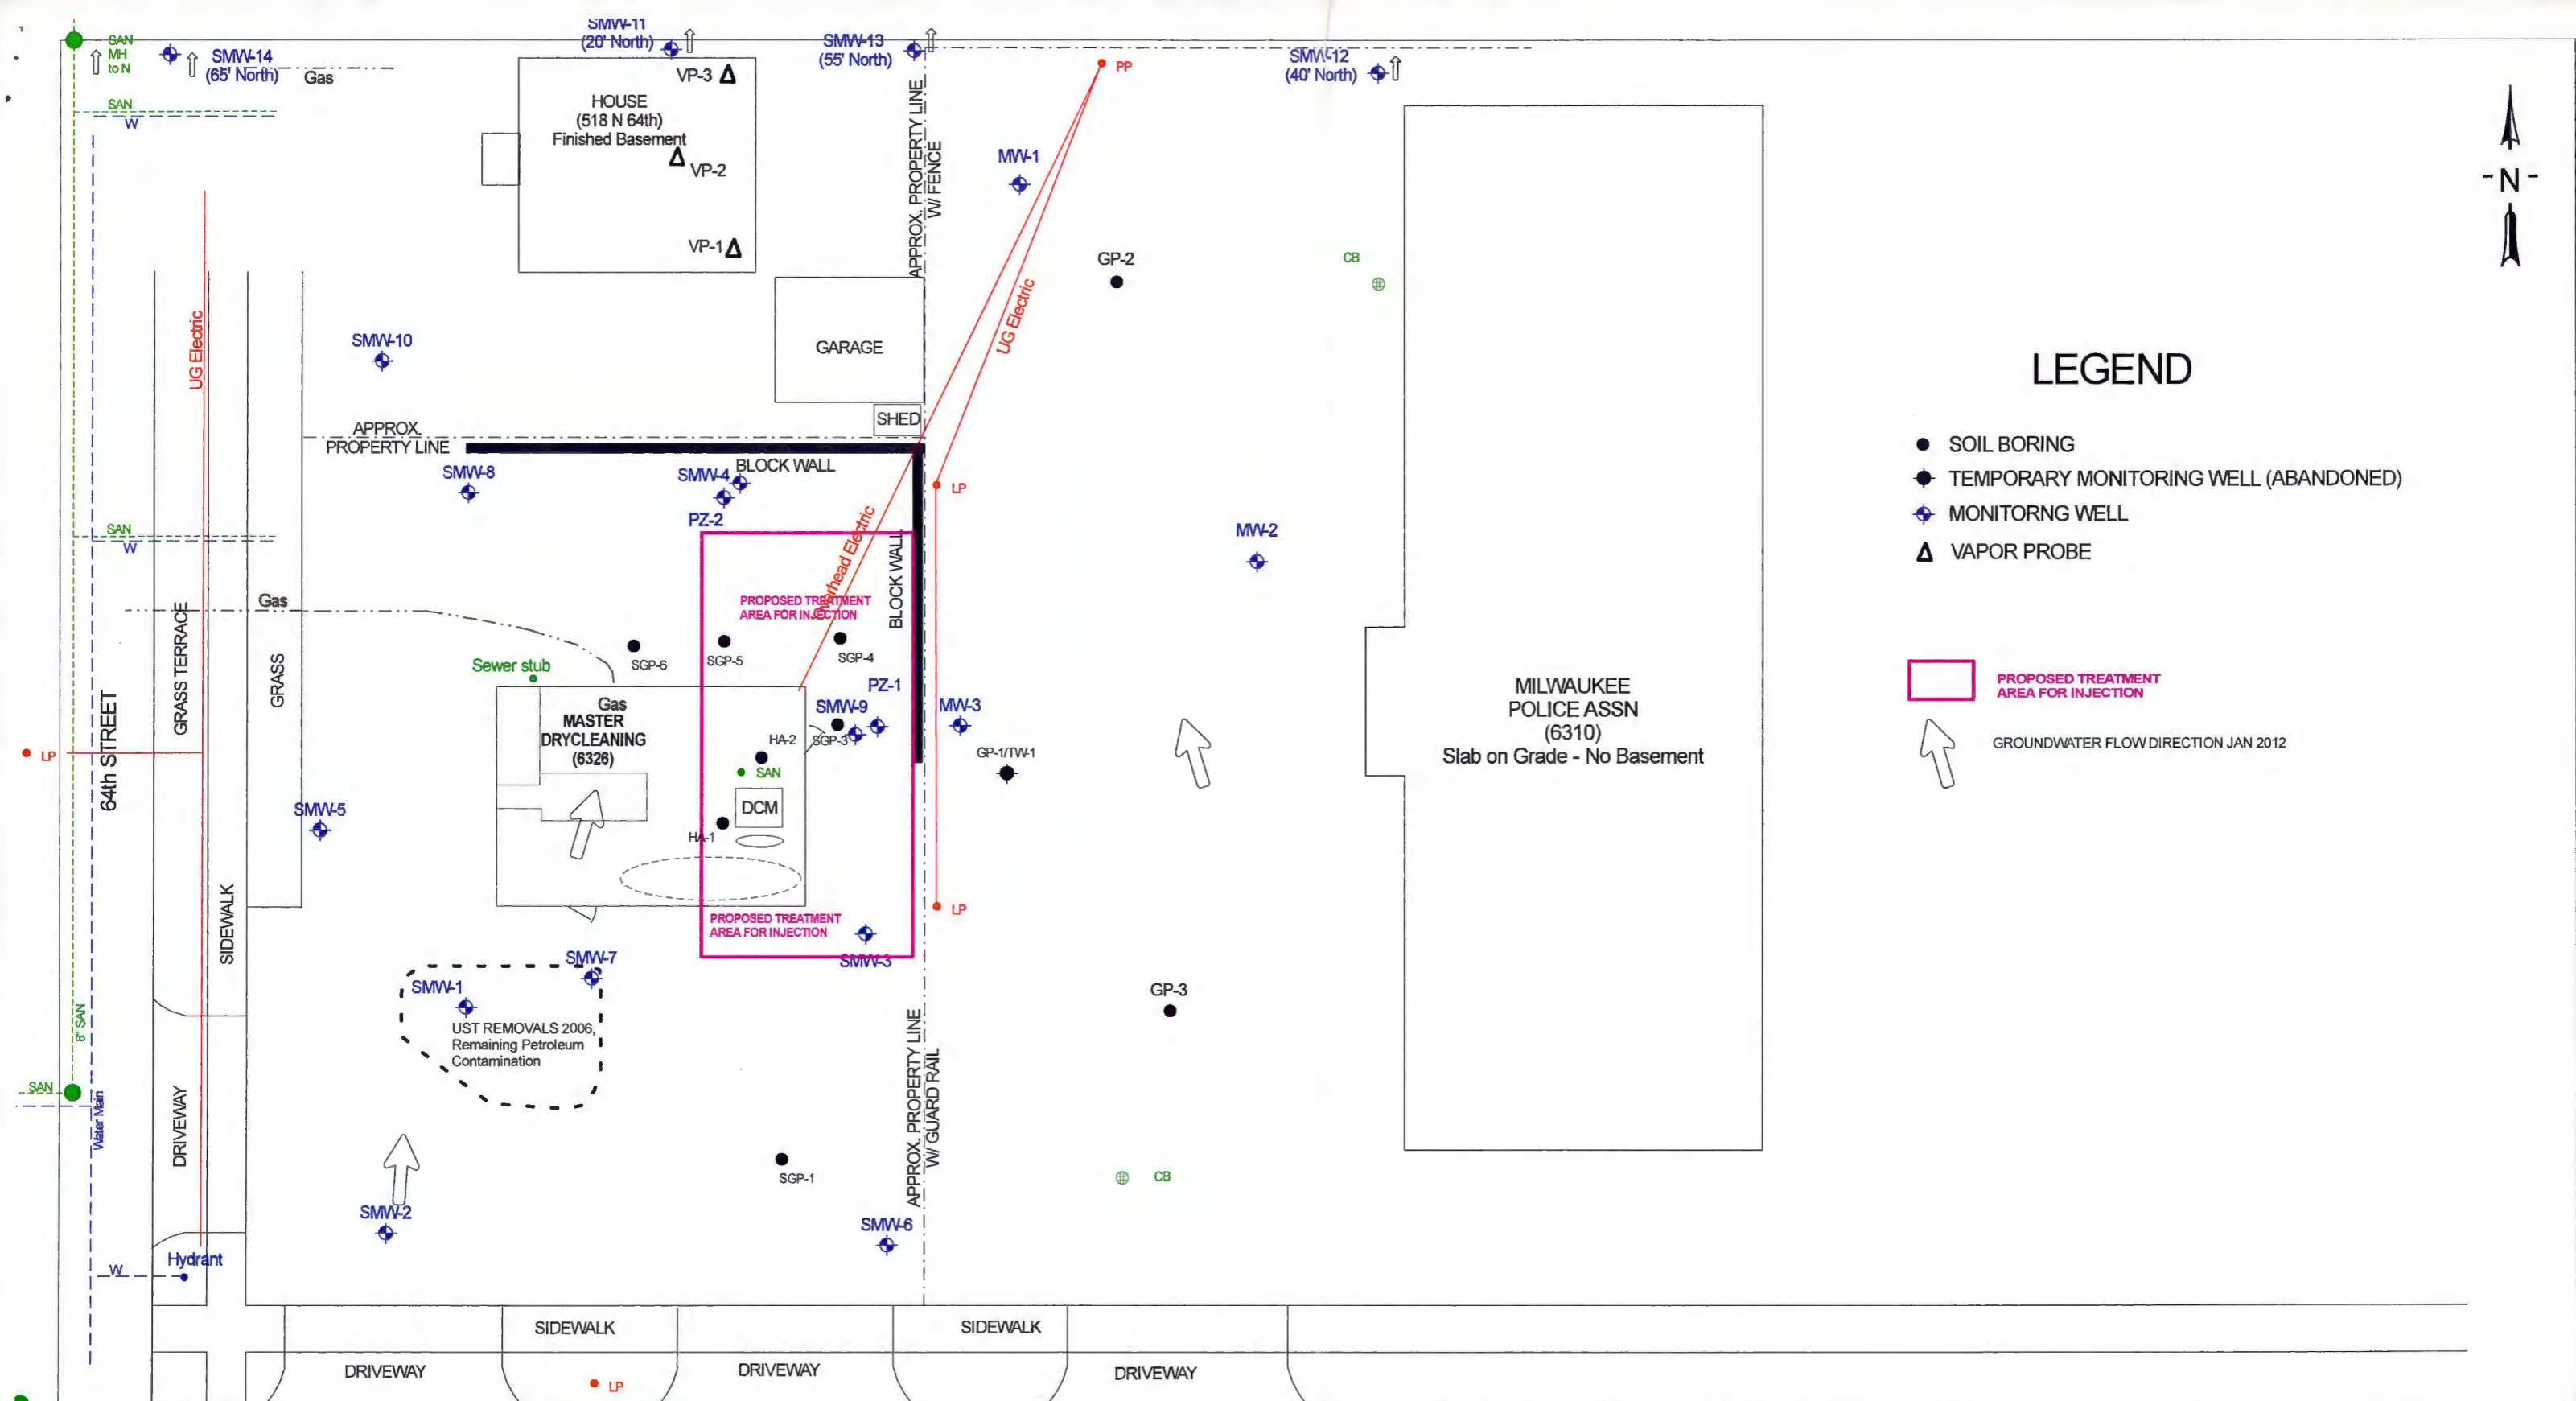 SAN
MH
to N
SMW-14
(65' North)
Gas
SMW-11
(20' North)
SMW-13
(55' North)
SMW-12
(40' North)
PP
SAN
W
HOUSE
(518 N 64th)
Finished Basement
VP-3
VP-2
VP-1
APPROX. PROPERTY LINE
W/ FENCE
MW-1
GP-2
CB
-N-
UG Electric
UG Electric
SMW-10
GARAGE
SHED
LEGEND
SOIL BORING
TEMPORARY MONITORING WELL (ABANDONED)
MONITORNG WELL
VAPOR PROBE
PROPOSED TREATMENT
AREA FOR INJECTION
GROUNDWATER FLOW DIRECTION JAN 2012
APPROX.
PROPERTY LINE
BLOCK WALL
SMW-8
SMW-4
PZ-2
LP
SAN
W
MW-2
Overhead Electric
BLOCK WALL
PROPOSED TREATMENT
AREA FOR INJECTION
Gas
GRASS TERRACE
GRASS
64th STREET
SGP-6
SGP-5
SGP-4
Sewer stub
PZ-1
Gas
MASTER
DRYCLEANING
(6326)
SMW-9
SGP-3
HA-2
SAN
DCM
HA-1
MW-3
GP-1/TW-1
MILWAUKEE
POLICE ASSN
(6310)
Slab on Grade - No Basement
LP
SMW-5
SIDEWALK
PROPOSED TREATMENT
AREA FOR INJECTION
SMW-3
LP
SMW-7
SMW-1
UST REMOVALS 2006,
Remaining Petroleum
Contamination
GP-3
8" SAN
SAN
Water Main
DRIVEWAY
APPROX. PROPERTY LINE
W/ GUARD RAIL
SGP-1
CB
SMW-2
SMW-6
Hydrant
W
SIDEWALK
SIDEWALK
DRIVEWAY
DRIVEWAY
DRIVEWAY
LP